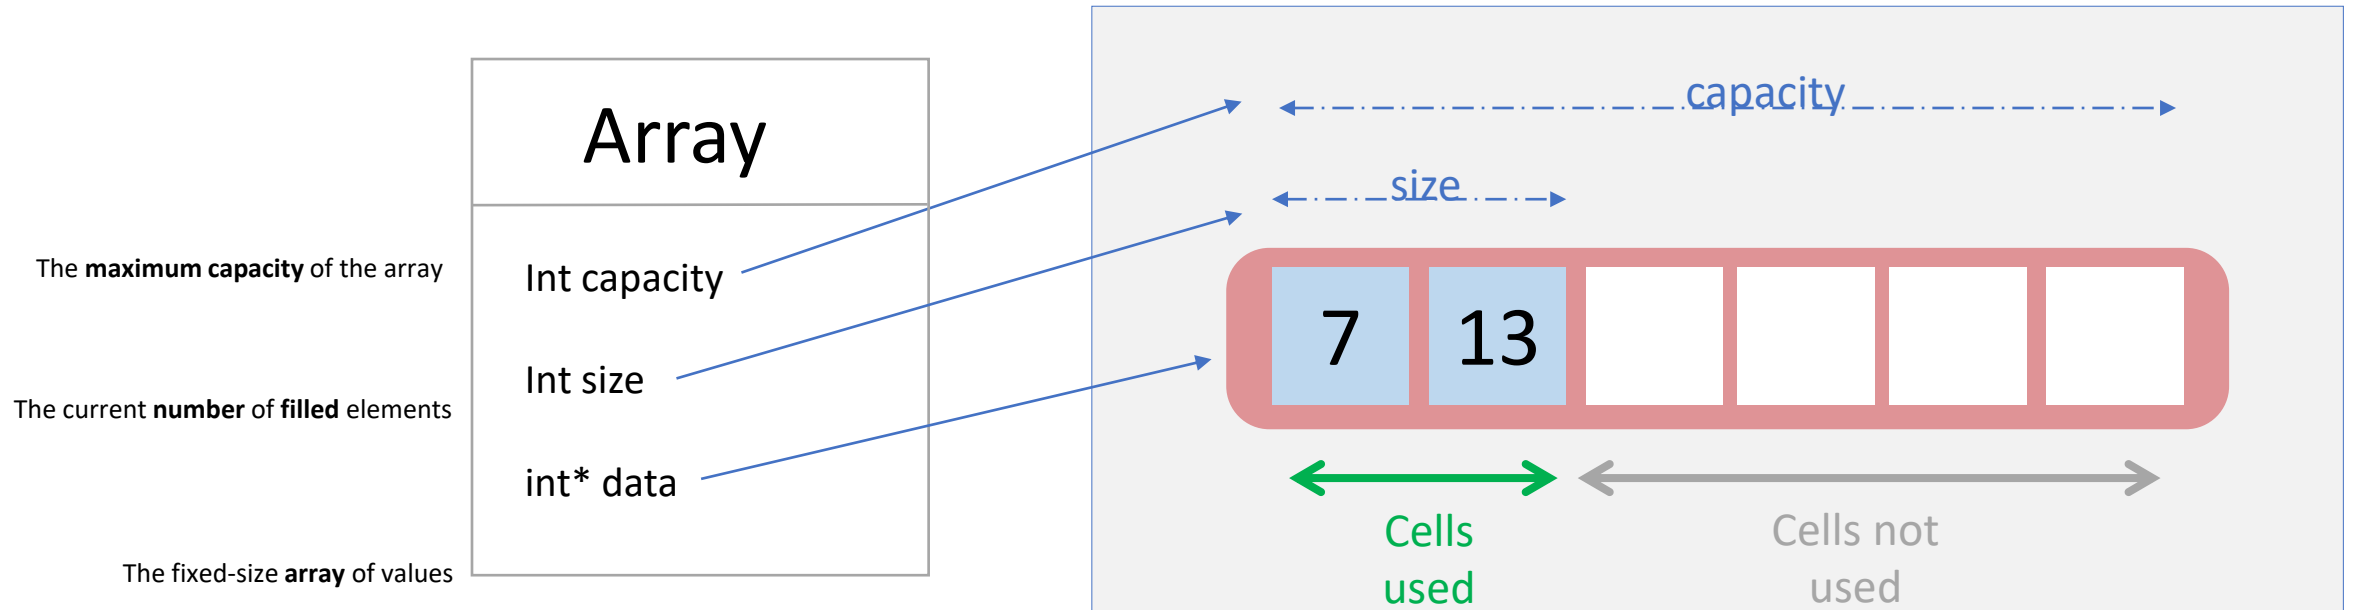 Array
The maximum capacity of the array
Int capacity
The current number of filled elements
Int size
int* data
The fixed-size array of values
capacity
size
7
13
Cells
used
Cells not
used